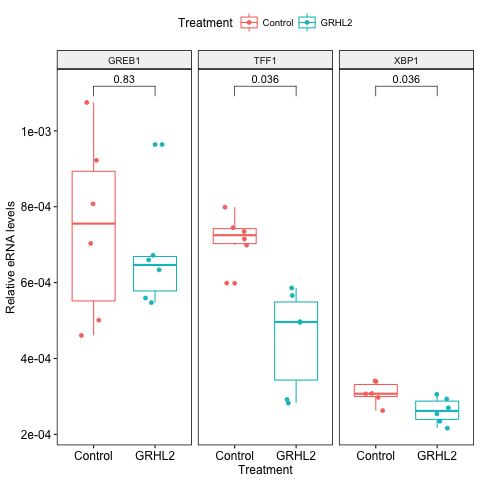 Treatment Control GRHL2
GREB1 TFF1 XBP1
0.83 0.036 0.036
1e-03
8e-04
6e-04
4e-04
2e-04
Relative eRNA levels
Control GRHL2 Control GRHL2 Control GRHL2
Treatment